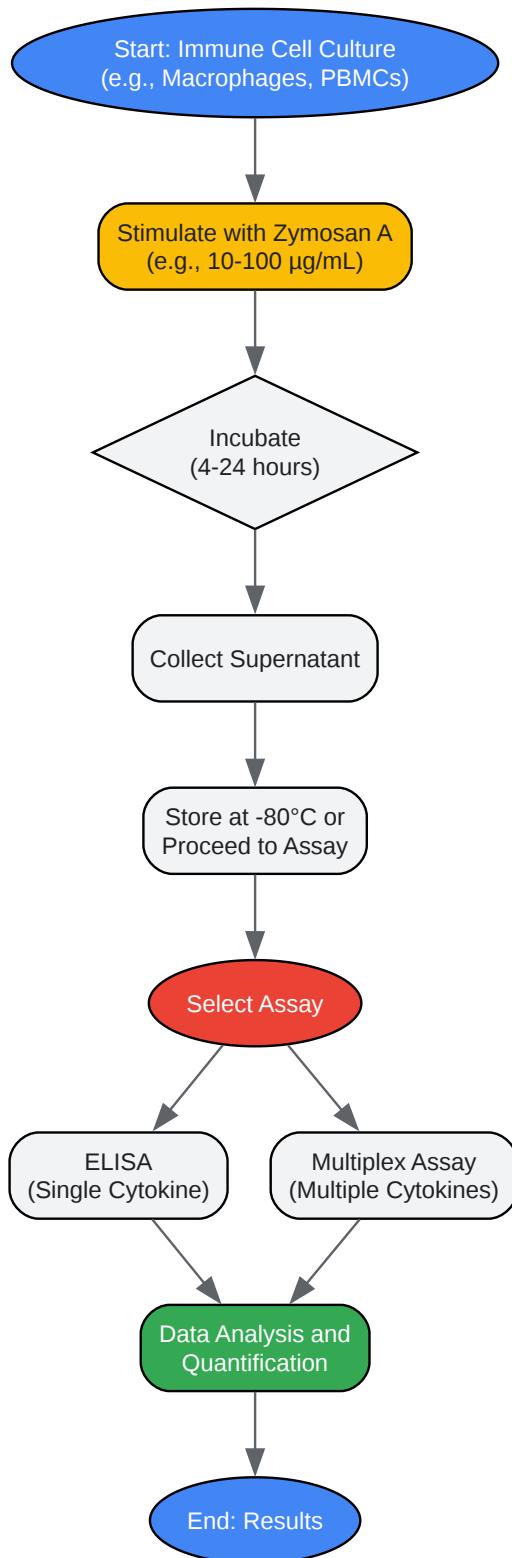 Start: Immune Cell Culture
(e.g., Macrophages, PBMCs)
Stimulate with Zymosan A
(e.g., 10-100 µg/mL)
Incubate
(4-24 hours)
Collect Supernatant
Store at -80°C or
Proceed to Assay
Select Assay
ELISA
(Single Cytokine)
Multiplex Assay
(Multiple Cytokines)
Data Analysis and
Quantification
End: Results